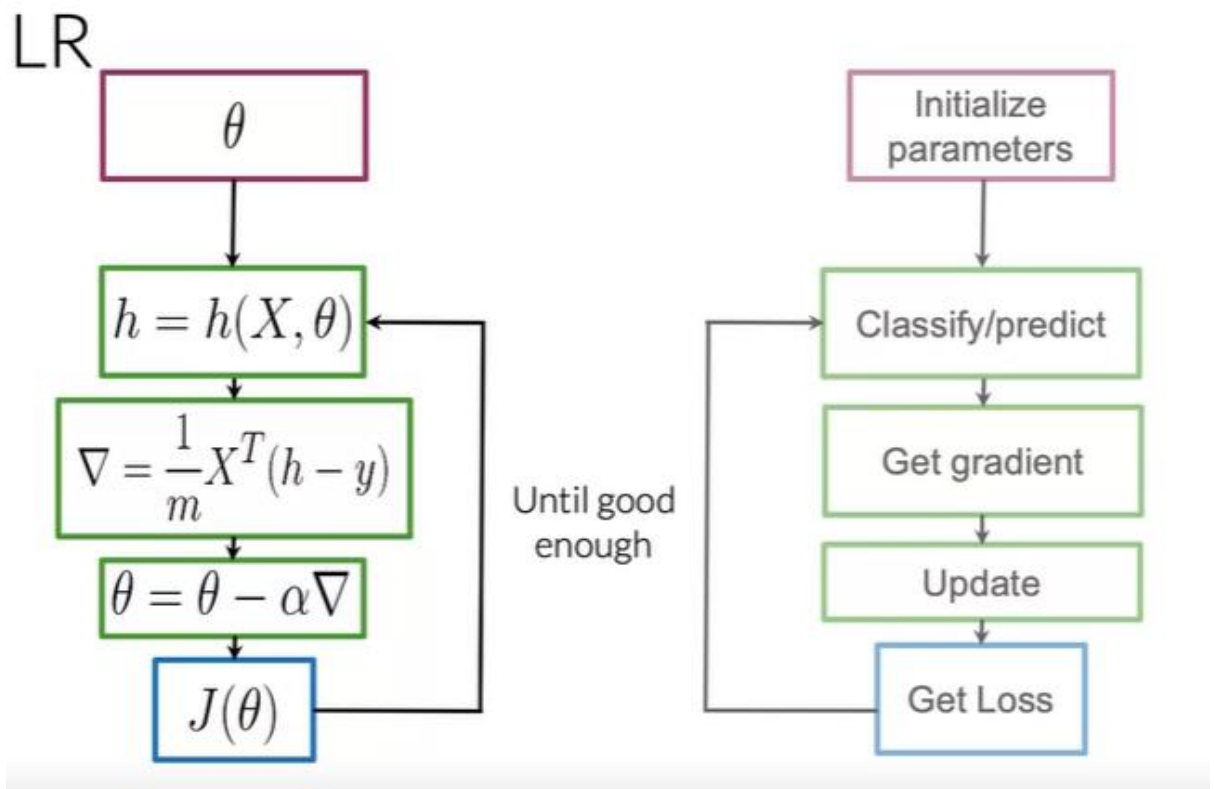 LR
θ
h = h(X, θ)
∇ = 1/m X^T(h − y)
θ = θ − α∇
J(θ)
Until good
enough
Initialize
parameters
Classify/predict
Get gradient
Update
Get Loss